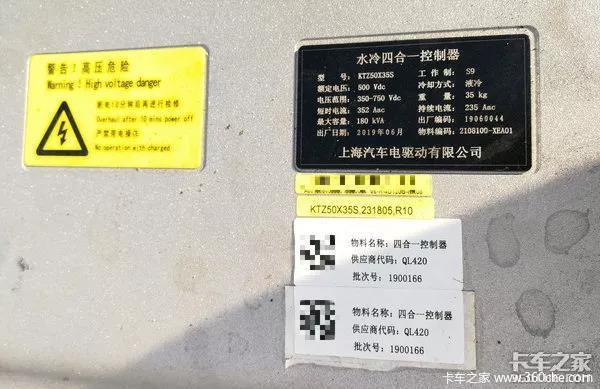 警告！高压危险
Warning！High voltage danger
断电10分钟后再进行检修
Overhaul after 10 mins power off
严禁带电操作
No operation with charged
水冷四合一控制器
型 号: KTZ50X35S 工 作 制: S9
额定电压: 500 Vdc 冷却方式: 液冷
电压范围: 350-750 Vdc 重 量: 35 kg
短时电流: 352 Aac 持续电流: 235 Aac
最大容量: 180 kVA 出厂编号: 19060044
出厂日期: 2019年06月 物料编码: 2108100-XEA01
上海汽车电驱动有限公司
KTZ50X35S,231805,R10
物料名称: 四合一控制器
供应商代码: QL420
批次号: 1900166
物料名称: 四合一控制器
供应商代码: QL420
批次号: 1900166
卡车之家
卡车之家
www.360che.com